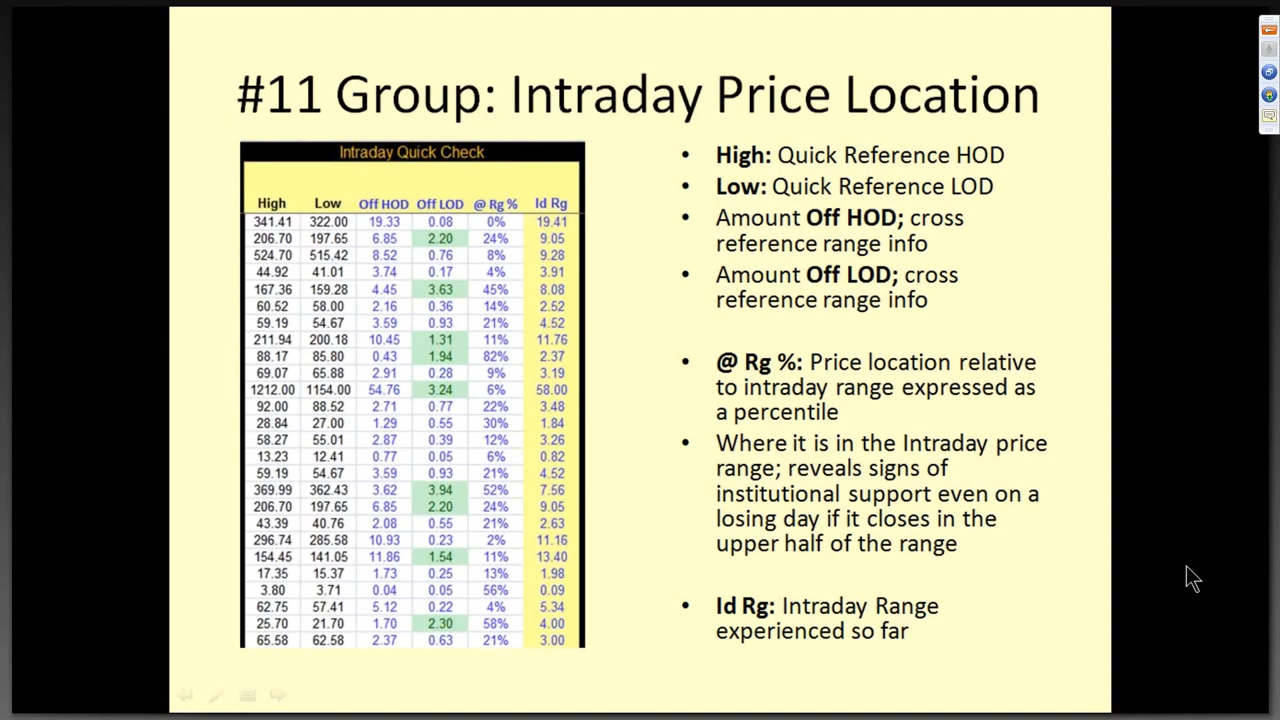 #11 Group: Intraday Price Location
Intraday Quick Check
High Low Off HOD Off LOD @ Rg % Id Rg
341.41 322.00 19.33 0.08 0% 19.41
206.70 197.65 6.85 2.20 24% 9.05
524.70 515.42 8.52 0.76 8% 9.28
44.92 41.01 3.74 0.17 4% 3.91
167.36 159.28 4.45 3.63 45% 8.08
60.52 58.00 2.16 0.36 14% 2.52
59.19 54.67 3.59 0.93 21% 4.52
211.94 200.18 10.45 1.31 11% 11.76
88.17 85.80 0.43 1.94 82% 2.37
69.07 65.88 2.91 0.28 9% 3.19
1212.00 1154.00 54.76 3.24 6% 58.00
92.00 88.52 2.71 0.77 22% 3.48
28.84 27.00 1.29 0.55 30% 1.84
58.27 55.01 2.87 0.39 12% 3.26
13.23 12.41 0.77 0.05 6% 0.82
59.19 54.67 3.59 0.93 21% 4.52
369.99 362.43 3.62 3.94 52% 7.56
206.70 197.65 6.85 2.20 24% 9.05
43.39 40.76 2.08 0.55 21% 2.63
296.74 285.58 10.93 0.23 2% 11.16
154.45 141.05 11.86 1.54 11% 13.40
17.35 15.37 1.73 0.25 13% 1.98
3.80 3.71 0.04 0.05 56% 0.09
62.75 57.41 5.12 0.22 4% 5.34
25.70 21.70 1.70 2.30 58% 4.00
65.58 62.58 2.37 0.63 21% 3.00
• High: Quick Reference HOD
• Low: Quick Reference LOD
• Amount Off HOD; cross
reference range info
• Amount Off LOD; cross
reference range info
• @ Rg %: Price location relative
to intraday range expressed as
a percentile
• Where it is in the Intraday price
range; reveals signs of
institutional support even on a
losing day if it closes in the
upper half of the range
• Id Rg: Intraday Range
experienced so far